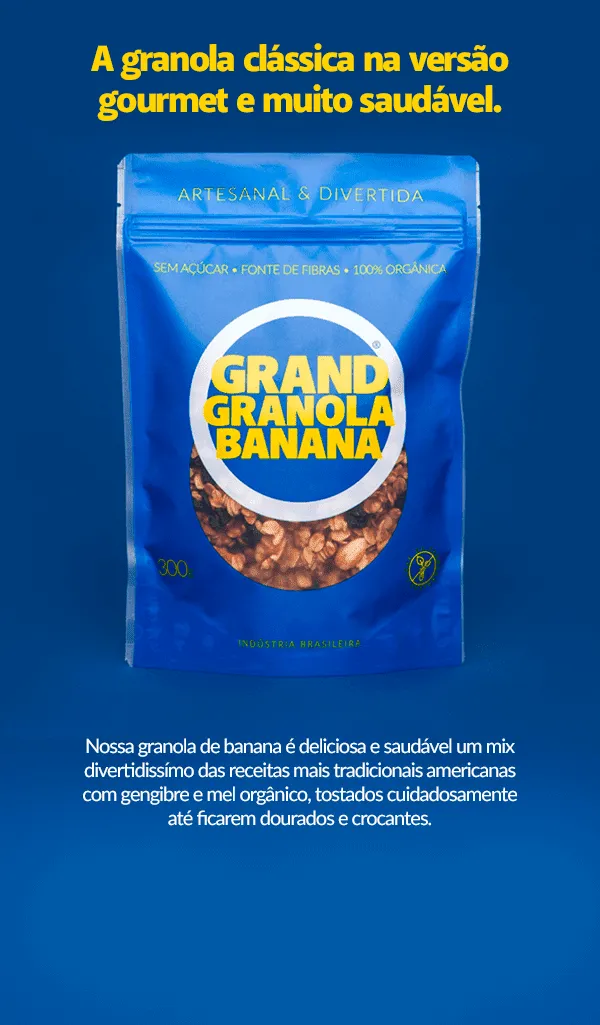 A granola clássica na versão
gourmet e muito saudável.
ARTESANAL & DIVERTIDA
SEM AÇÚCAR • FONTE DE FIBRAS • 100% ORGÂNICA
®
GRAND
GRANOLA
BANANA
300g
INDÚSTRIA BRASILEIRA
Nossa granola de banana é deliciosa e saudável um mix
divertidissímo das receitas mais tradicionais americanas
com gengibre e mel orgânico, tostados cuidadosamente
até ficarem dourados e crocantes.